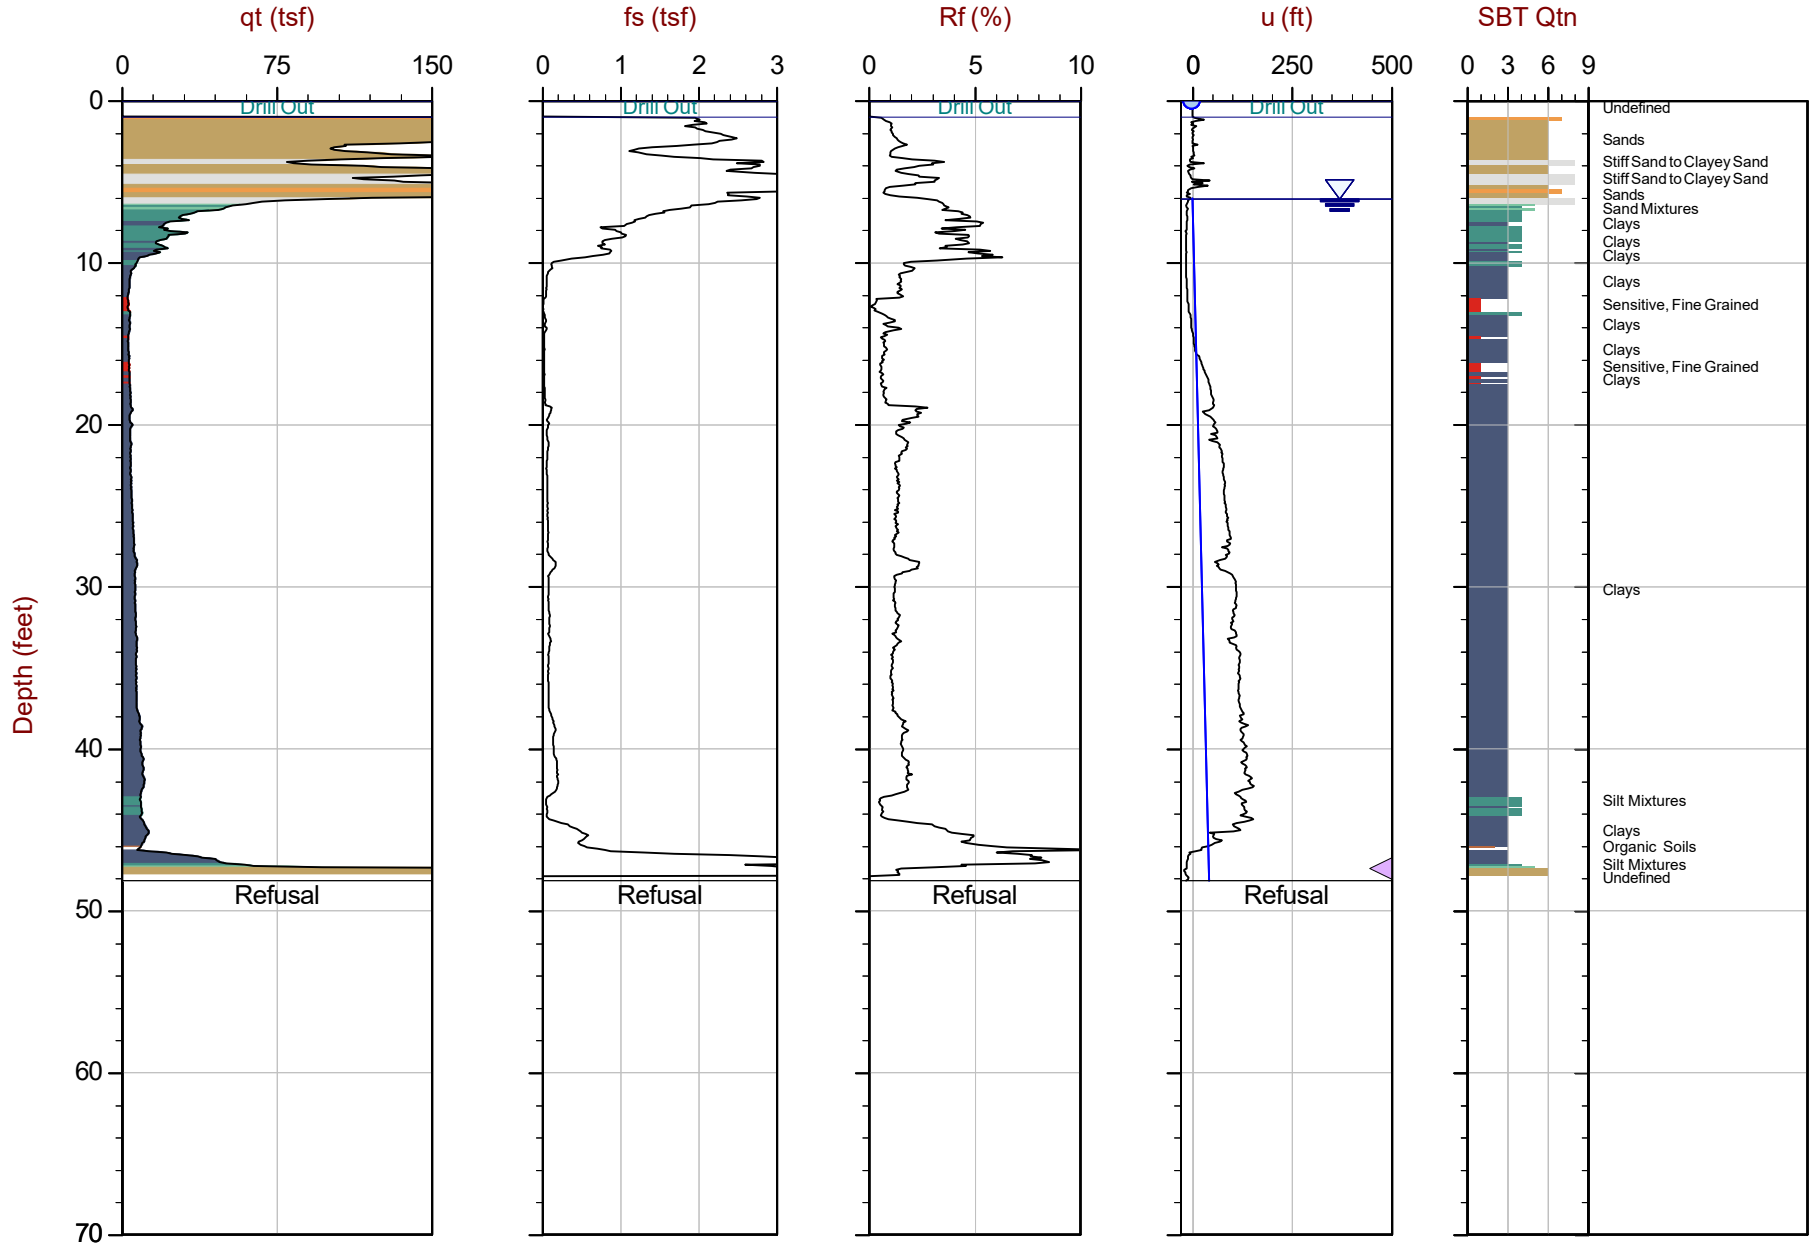 qt (tsf) fs (tsf) Rf (%) u (ft) SBT Qtn
0 75 150 0 1 2 3 0 5 10 0 250 500 0 3 6 9
Drill Out Drill Out Drill Out Drill Out
0
10
20
30
40
50
60
70
Depth (feet)
Undefined
Sands
Stiff Sand to Clayey Sand
Stiff Sand to Clayey Sand
Sands
Sand Mixtures
Clays
Clays
Clays
Clays
Sensitive, Fine Grained
Clays
Clays
Sensitive, Fine Grained
Clays
Clays
Silt Mixtures
Clays
Organic Soils
Silt Mixtures
Undefined
Refusal Refusal Refusal Refusal